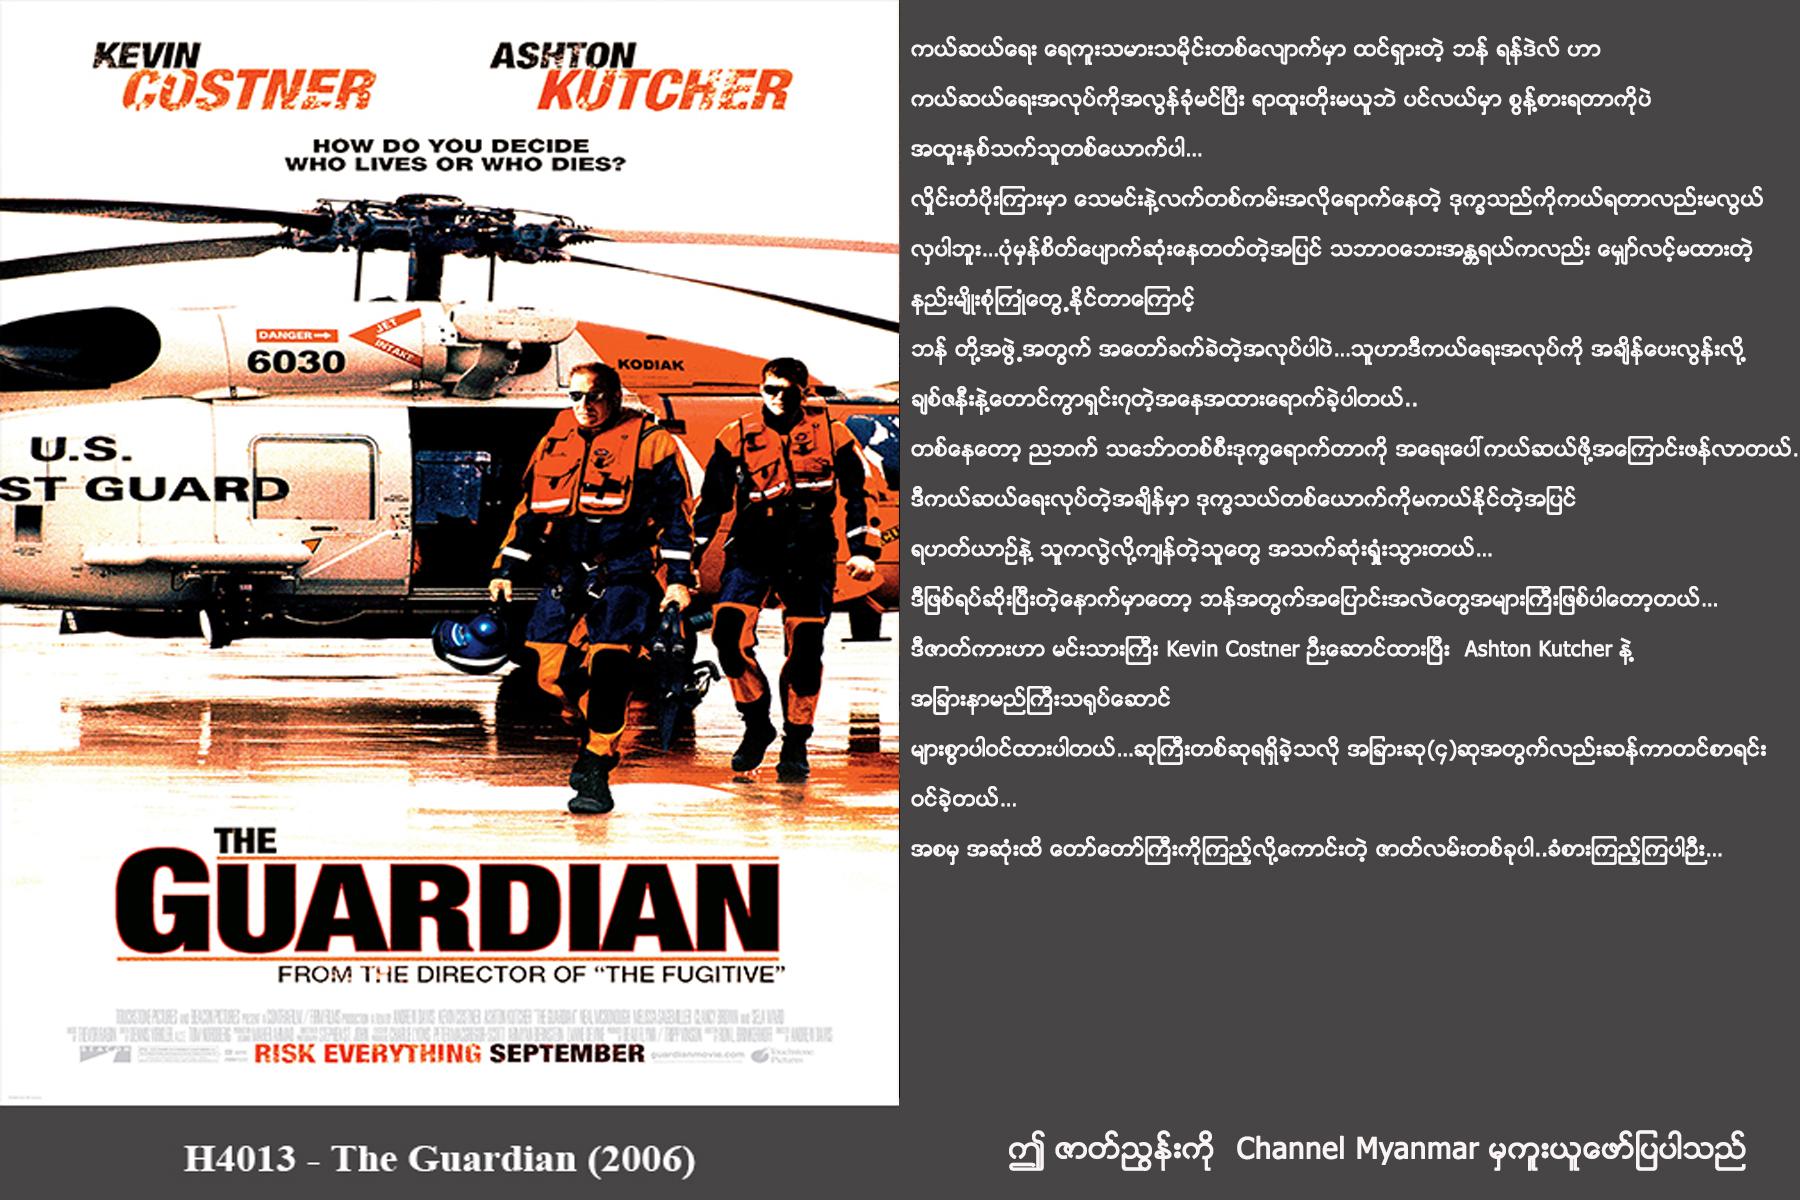 KEVIN COSTNER
ASHTON KUTCHER
HOW DO YOU DECIDE
WHO LIVES OR WHO DIES?
DANGER
JET INTAKE
6030
KODIAK
U.S.
ST GUARD
THE
GUARDIAN
FROM THE DIRECTOR OF “THE FUGITIVE”
RISK EVERYTHING SEPTEMBER guardianmovie.com Touchstone Pictures
H4013 - The Guardian (2006)
ကယ်ဆယ်ရေး ရေကူးသမားသမိုင်းတစ်လျောက်မှာ ထင်ရှားတဲ့ ဘန် ရန်ဒဲလ် ဟာ
ကယ်ဆယ်ရေးအလုပ်ကိုအလွန်ခုံမင်ပြီး ရာထူးတိုးမယူဘဲ ပင်လယ်မှာ စွန့်စားရတာကိုပဲ
အထူးနှစ်သက်သူတစ်ယောက်ပါ...
လှိုင်းတံပိုးကြားမှာ သေမင်းနဲ့လက်တစ်ကမ်းအလိုရောက်နေတဲ့ ဒုက္ခသည်ကိုကယ်ရတာလည်းမလွယ်
လှပါဘူး...ပုံမှန်စိတ်ပျောက်ဆုံးနေတတ်တဲ့အပြင် သဘာဝဘေးအန္တရယ်ကလည်း မျှော်လင့်မထားတဲ့
နည်းမျိုးစုံကြုံတွေ့နိုင်တာကြောင့်
ဘန် တို့အဖွဲ့အတွက် အတော်ခက်ခဲတဲ့အလုပ်ပါပဲ...သူဟာဒီကယ်ရေးအလုပ်ကို အချိန်ပေးလွန်းလို့
ချစ်ဇနီးနဲ့တောင်ကွာရှင်းရတဲ့အနေအထားရောက်ခဲ့ပါတယ်..
တစ်နေတော့ ညဘက် သင်္ဘောတစ်စီးဒုက္ခရောက်တာကို အရေးပေါ်ကယ်ဆယ်ဖို့အကြောင်းဖန်လာတယ်.
ဒီကယ်ဆယ်ရေးလုပ်တဲ့အချိန်မှာ ဒုက္ခသယ်တစ်ယောက်ကိုမကယ်နိုင်တဲ့အပြင်
ရဟတ်ယာဉ်နဲ့ သူကလွဲလို့ကျန်တဲ့သူတွေ အသက်ဆုံးရှုံးသွားတယ်...
ဒီဖြစ်ရပ်ဆိုးပြီးတဲ့နောက်မှာတော့ ဘန်အတွက်အပြောင်းအလဲတွေအများကြီးဖြစ်ပါတော့တယ်...
ဒီဇာတ်ကားဟာ မင်းသားကြီး Kevin Costner ဦးဆောင်ထားပြီး Ashton Kutcher နဲ့
အခြားနာမည်ကြီးသရုပ်ဆောင်
များစွာပါဝင်ထားပါတယ်...ဆုကြီးတစ်ဆုရရှိခဲ့သလို အခြားဆု(၄)ဆုအတွက်လည်းဆန်ကာတင်စာရင်း
ဝင်ခဲ့တယ်...
အစမှ အဆုံးထိ တော်တော်ကြီးကိုကြည့်လို့ကောင်းတဲ့ ဇာတ်လမ်းတစ်ခုပါ..ခံစားကြည့်ကြပါဦး...
ဤ ဇာတ်ညွန်းကို Channel Myanmar မှကူးယူဖော်ပြပါသည်